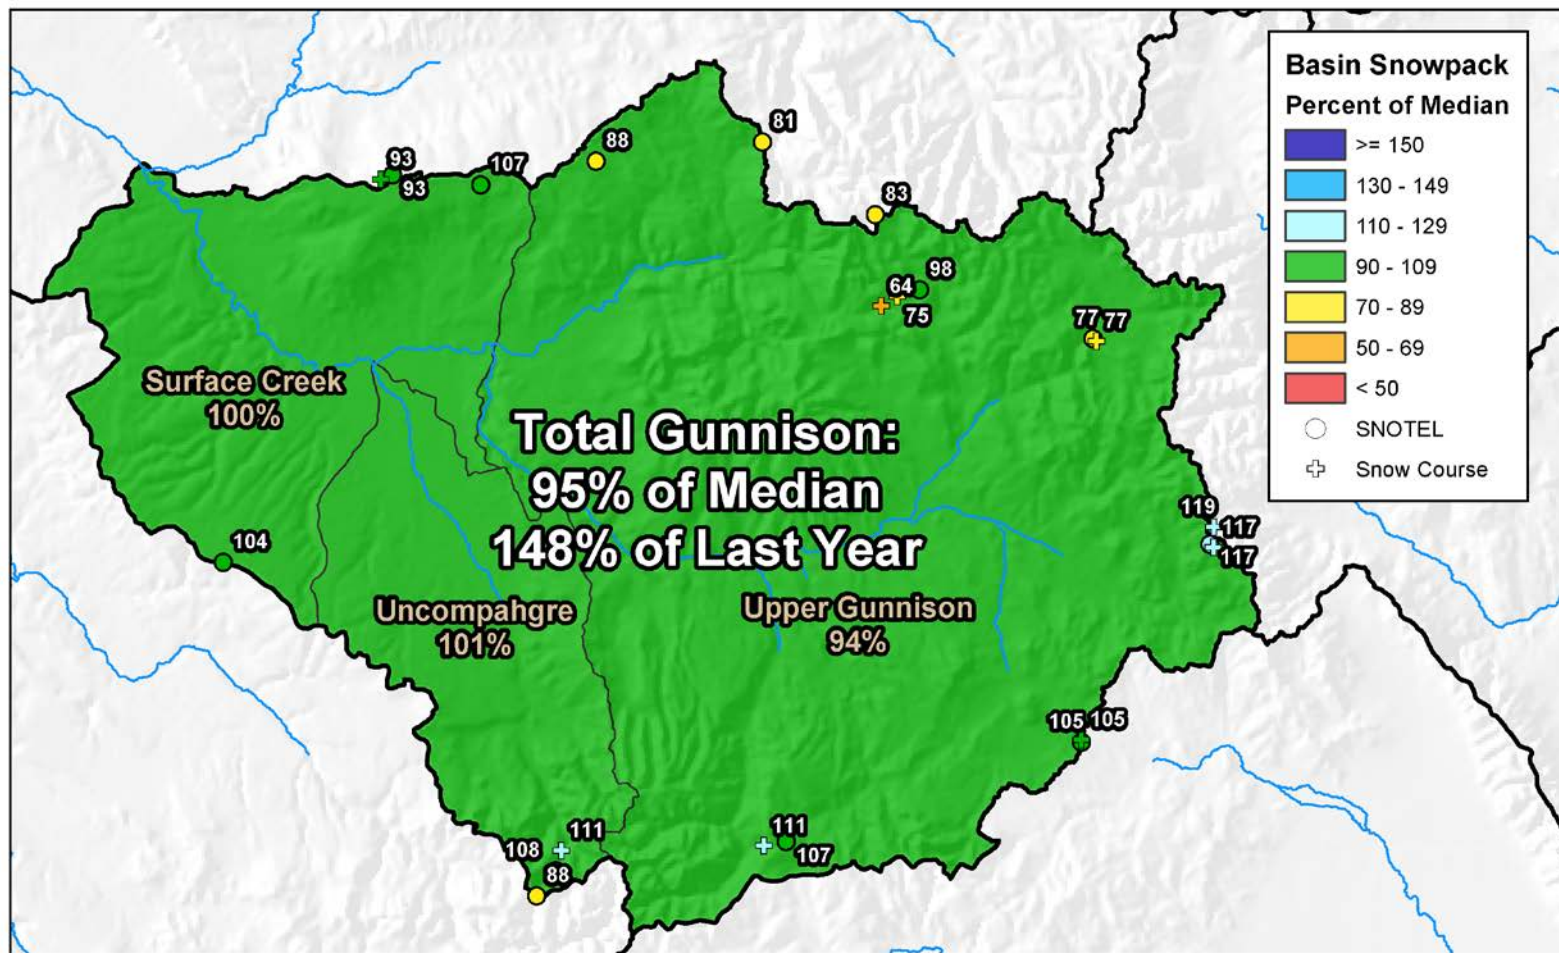 Basin Snowpack
Percent of Median
>= 150
130 - 149
110 - 129
90 - 109
70 - 89
50 - 69
< 50
SNOTEL
Snow Course
81
88
93
107
93
83
98
64
75
77 77
Surface Creek
100%
Total Gunnison:
95% of Median
148% of Last Year
119
117
117
104
Uncompahgre
101%
Upper Gunnison
94%
105 105
111
108
88
111
107